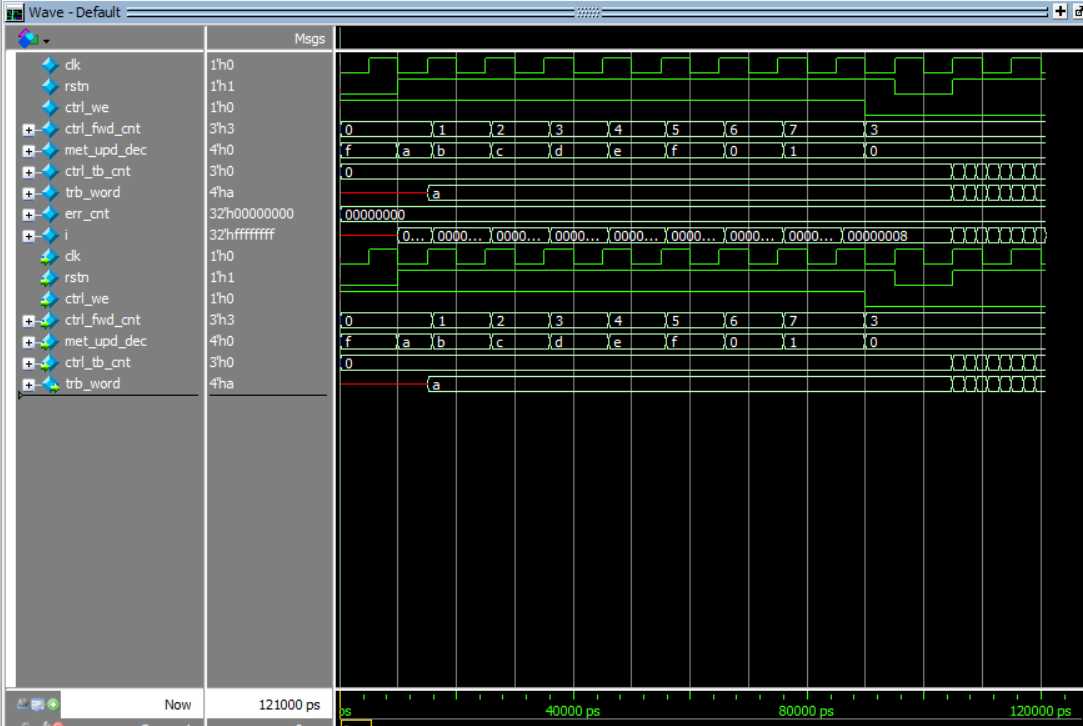 Wave - Default
Msgs
clk 1'h0
rstn 1'h1
ctrl_we 1'h0
ctrl_fwd_cnt 3'h3 0 1 2 3 4 5 6 7 3
met_upd_dec 4'h0 f a b c d e f 0 1 0
ctrl_tb_cnt 3'h0 0
trb_word 4'ha a
err_cnt 32'h00000000 00000000
i 32'hffffffff 0... 0000... 0000... 0000... 0000... 0000... 0000... 0000... 00000008
clk 1'h0
rstn 1'h1
ctrl_we 1'h0
ctrl_fwd_cnt 3'h3 0 1 2 3 4 5 6 7 3
met_upd_dec 4'h0 f a b c d e f 0 1 0
ctrl_tb_cnt 3'h0 0
trb_word 4'ha a
Now 121000 ps ps 40000 ps 80000 ps 120000 ps